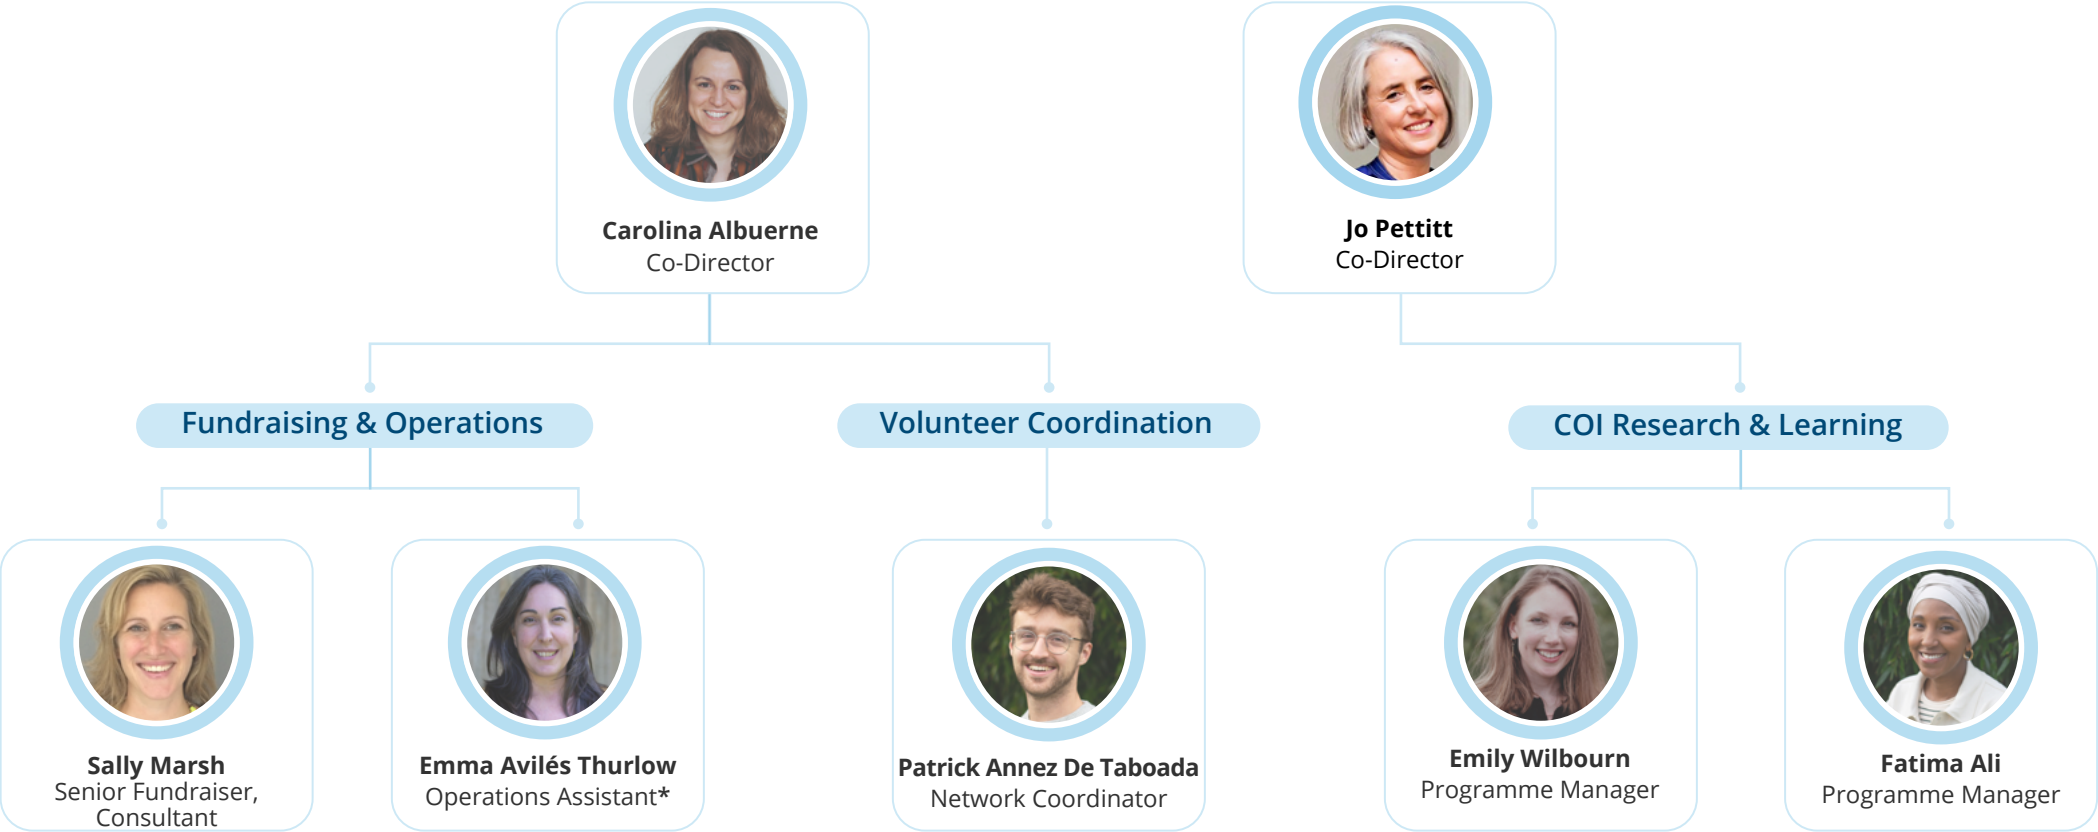 Carolina Albuerne
Co-Director
Jo Pettitt
Co-Director
Fundraising & Operations
Volunteer Coordination
COI Research & Learning
Sally Marsh
Senior Fundraiser,
Consultant
Emma Avilés Thurlow
Operations Assistant*
Patrick Annez De Taboada
Network Coordinator
Emily Wilbourn
Programme Manager
Fatima Ali
Programme Manager